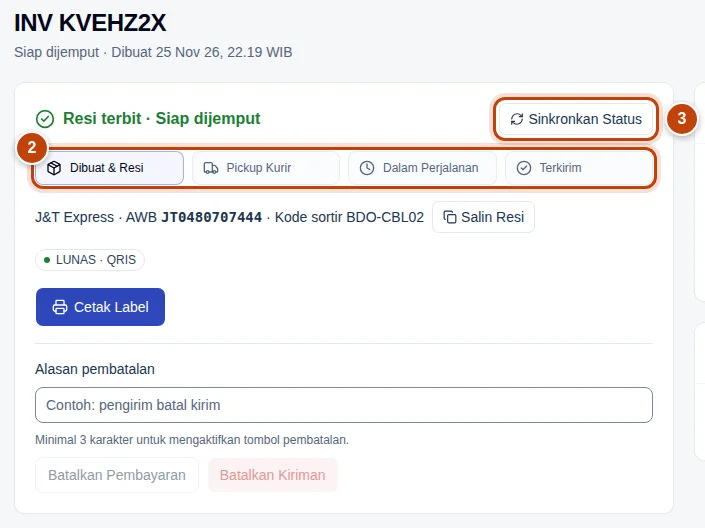 INV KVEHZ2X
Siap dijemput · Dibuat 25 Nov 26, 22.19 WIB
Resi terbit · Siap dijemput
Sinkronkan Status
3
2
Dibuat & Resi
Pickup Kurir
Dalam Perjalanan
Terkirim
J&T Express · AWB JT0480707444 · Kode sortir BDO-CBL02
Salin Resi
LUNAS · QRIS
Cetak Label
Alasan pembatalan
Contoh: pengirim batal kirim
Minimal 3 karakter untuk mengaktifkan tombol pembatalan.
Batalkan Pembayaran
Batalkan Kiriman